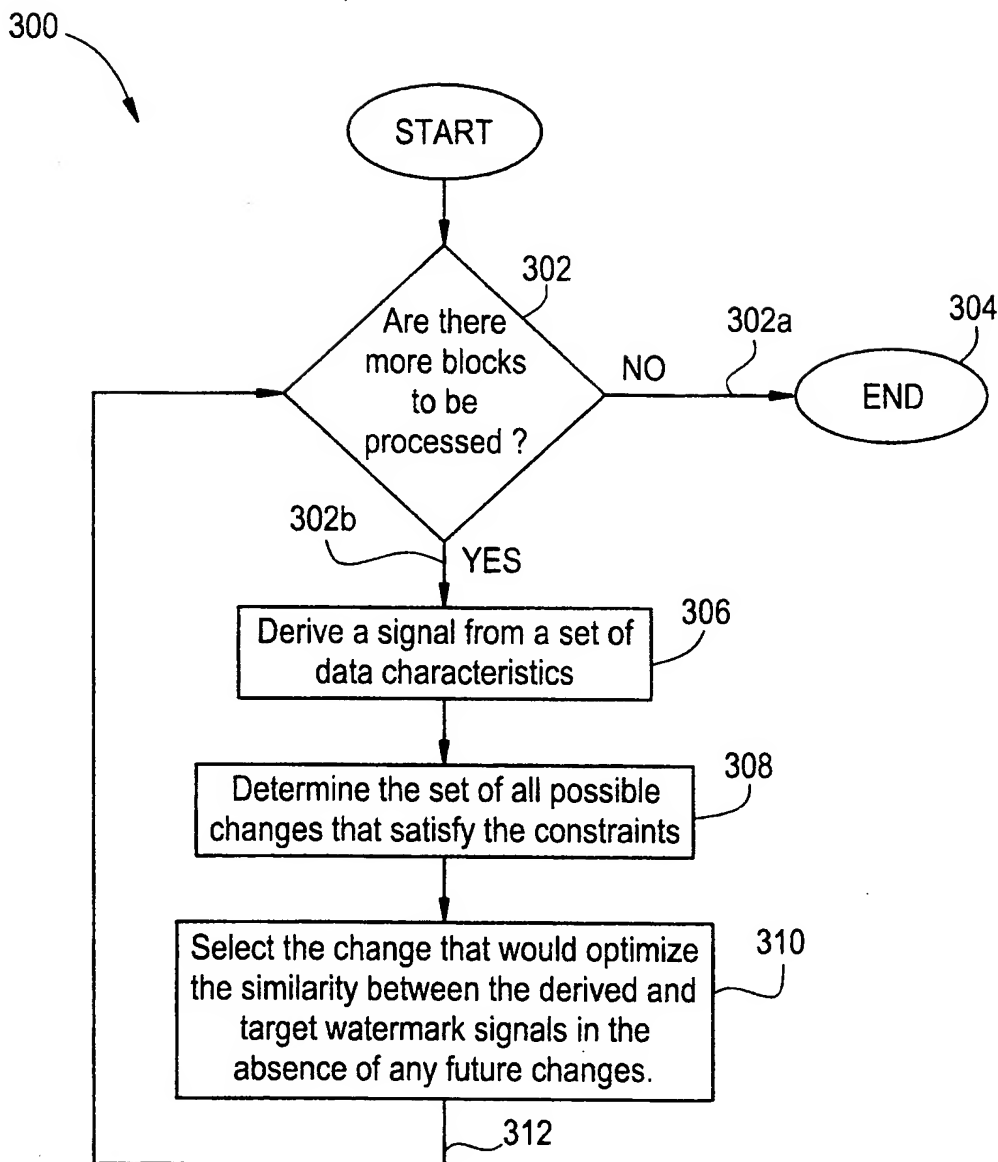 300
START
302
Are there
more blocks
to be
processed ?
NO
302a
304
END
302b
YES
Derive a signal from a set of
data characteristics
306
Determine the set of all possible
changes that satisfy the constraints
308
Select the change that would optimize
the similarity between the derived and
target watermark signals in the
absence of any future changes.
310
312